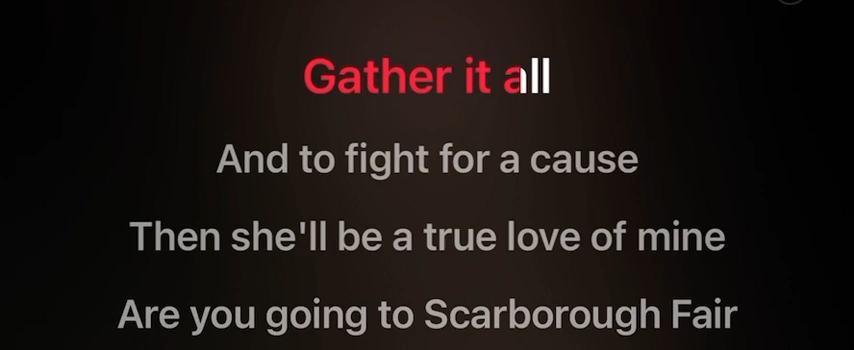 Gather it all
And to fight for a cause
Then she'll be a true love of mine
Are you going to Scarborough Fair